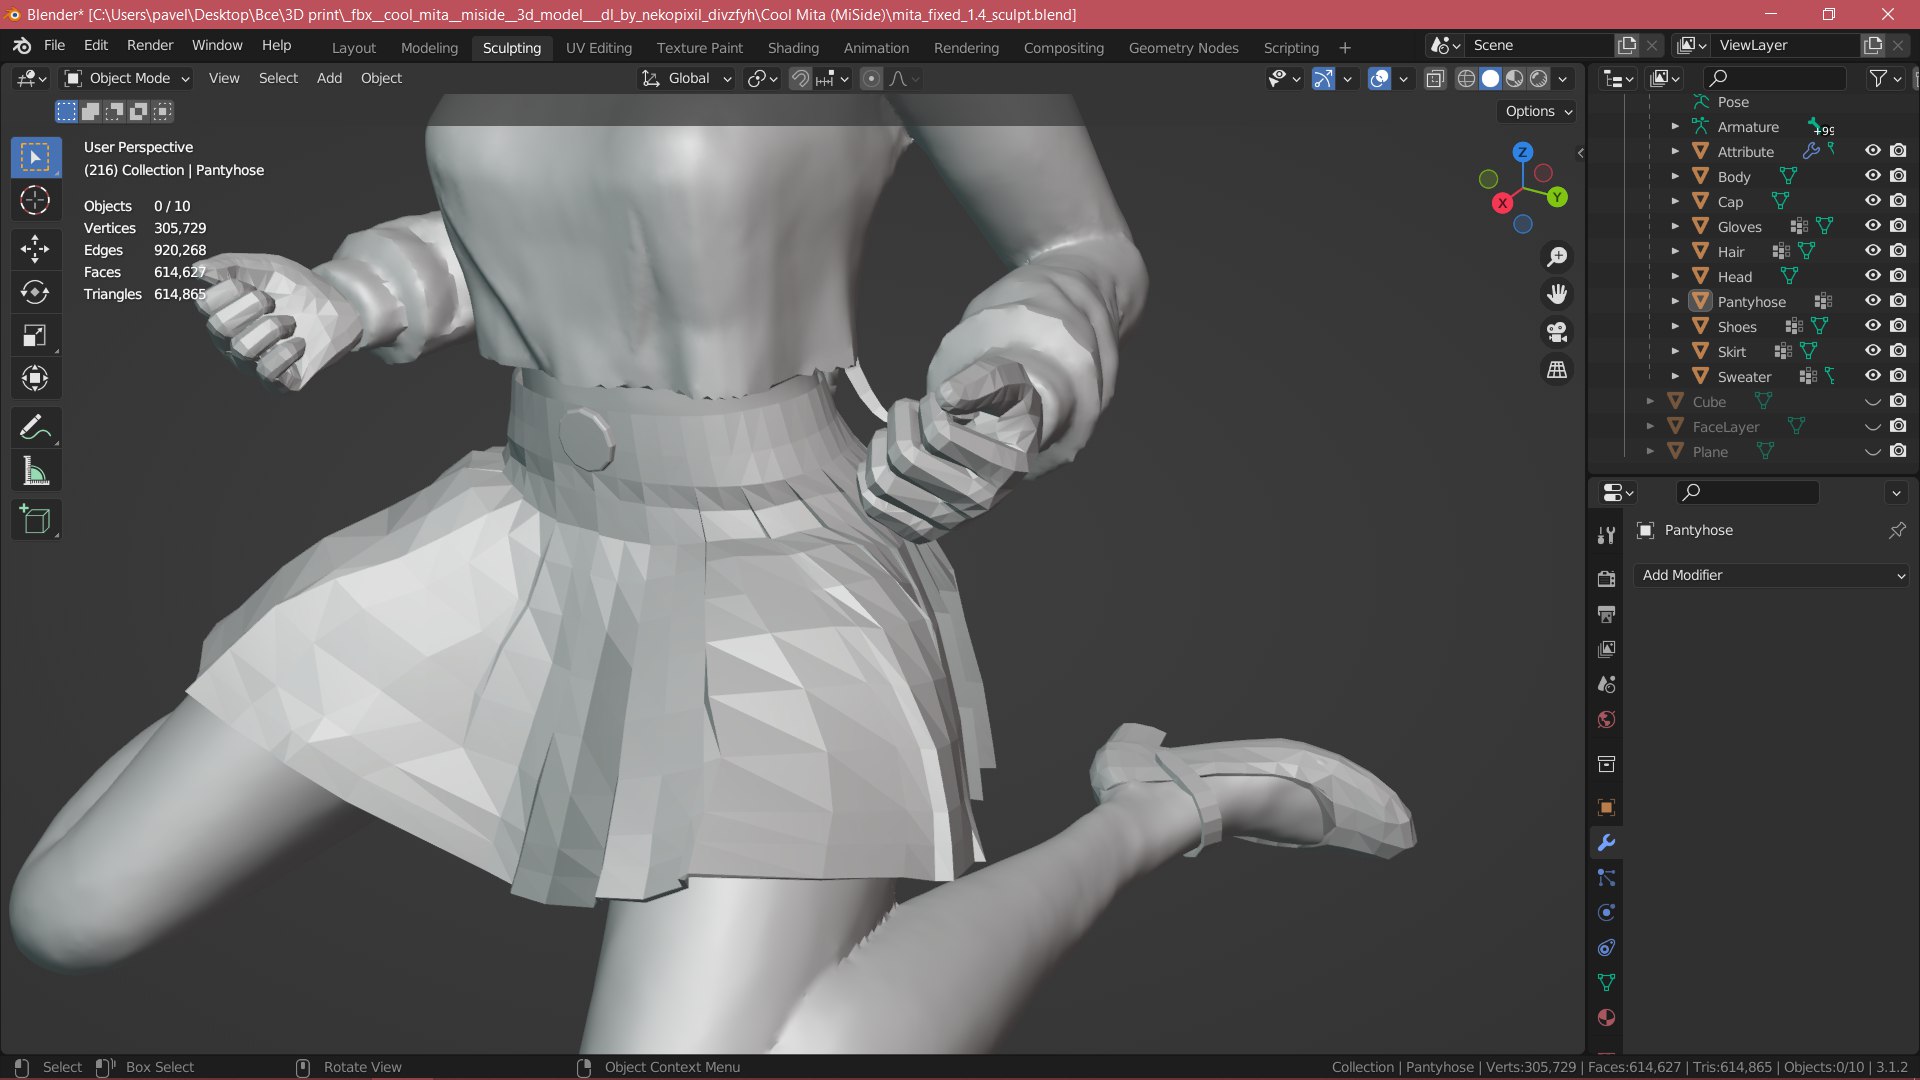 Blender* [C:\Users\pavel\Desktop\Все\3D print\_fbx__cool_mita__miside__3d_model___dl_by_nekopixil_divzfyh\Cool Mita (MiSide)\mita_fixed_1.4_sculpt.blend]
File Edit Render Window Help Layout Modeling Sculpting UV Editing Texture Paint Shading Animation Rendering Compositing Geometry Nodes Scripting + Scene ViewLayer
Object Mode View Select Add Object Global
Options
User Perspective
(216) Collection | Pantyhose
Objects 0 / 10
Vertices 305,729
Edges 920,268
Faces 614,627
Triangles 614,865
Z
Y
X
Pose
Armature +99
Attribute
Body
Cap
Gloves
Hair
Head
Pantyhose
Shoes
Skirt
Sweater
Cube
FaceLayer
Plane
Pantyhose
Add Modifier
Select Box Select Rotate View Object Context Menu Collection | Pantyhose | Verts:305,729 | Faces:614,627 | Tris:614,865 | Objects:0/10 | 3.1.2